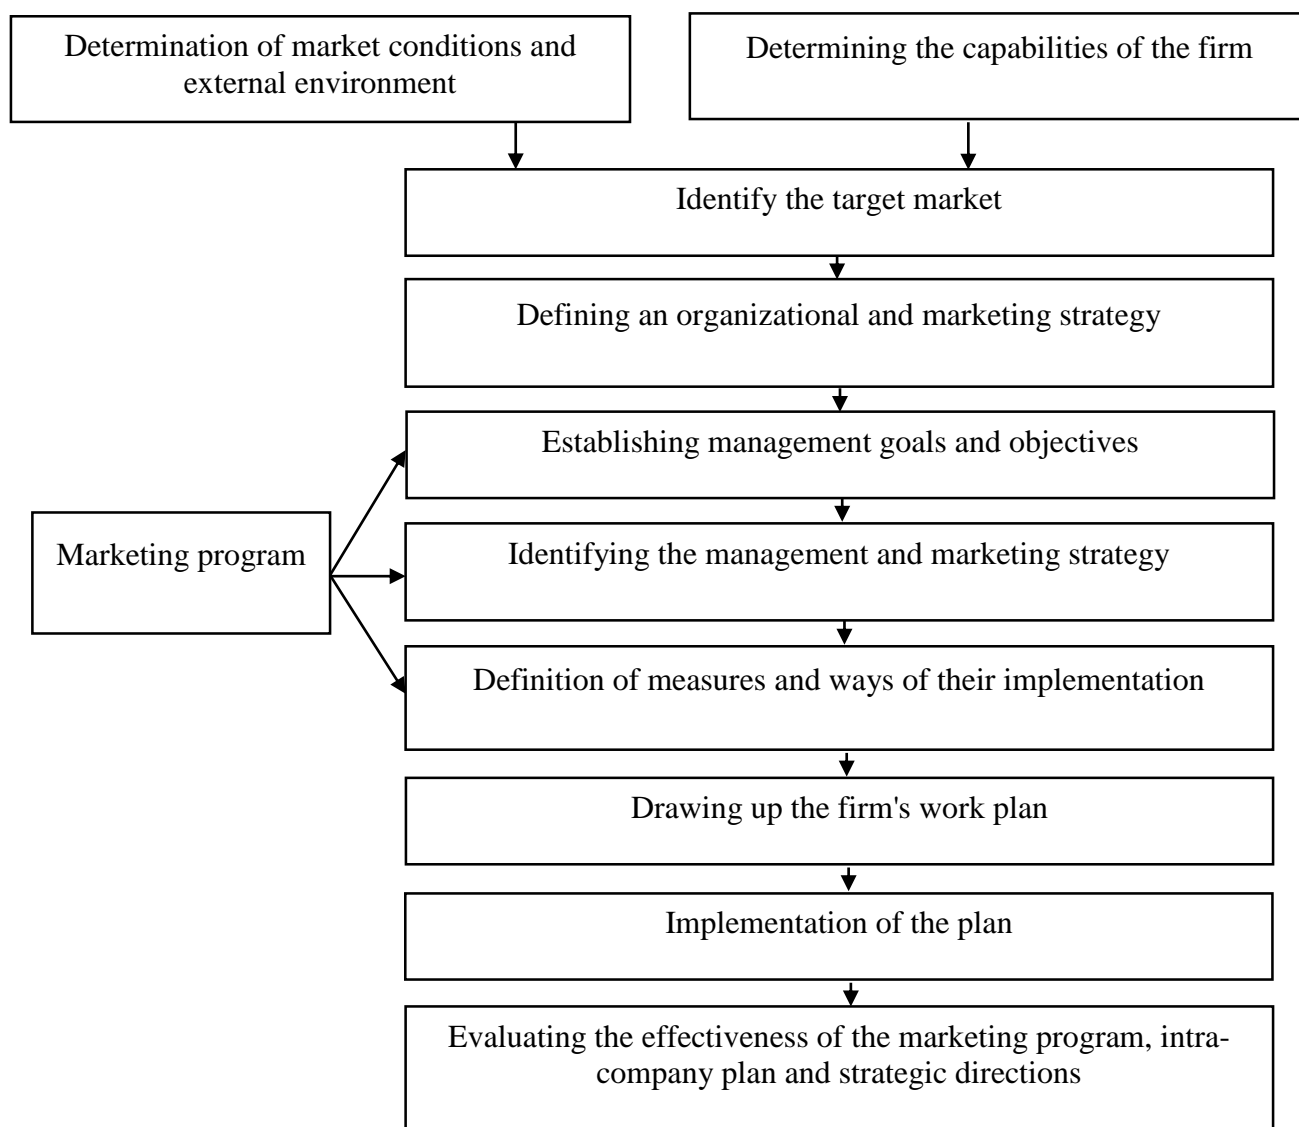 Determination of market conditions and
external environment
Determining the capabilities of the firm
Identify the target market
Defining an organizational and marketing strategy
Establishing management goals and objectives
Marketing program
Identifying the management and marketing strategy
Definition of measures and ways of their implementation
Drawing up the firm's work plan
Implementation of the plan
Evaluating the effectiveness of the marketing program, intra-
company plan and strategic directions